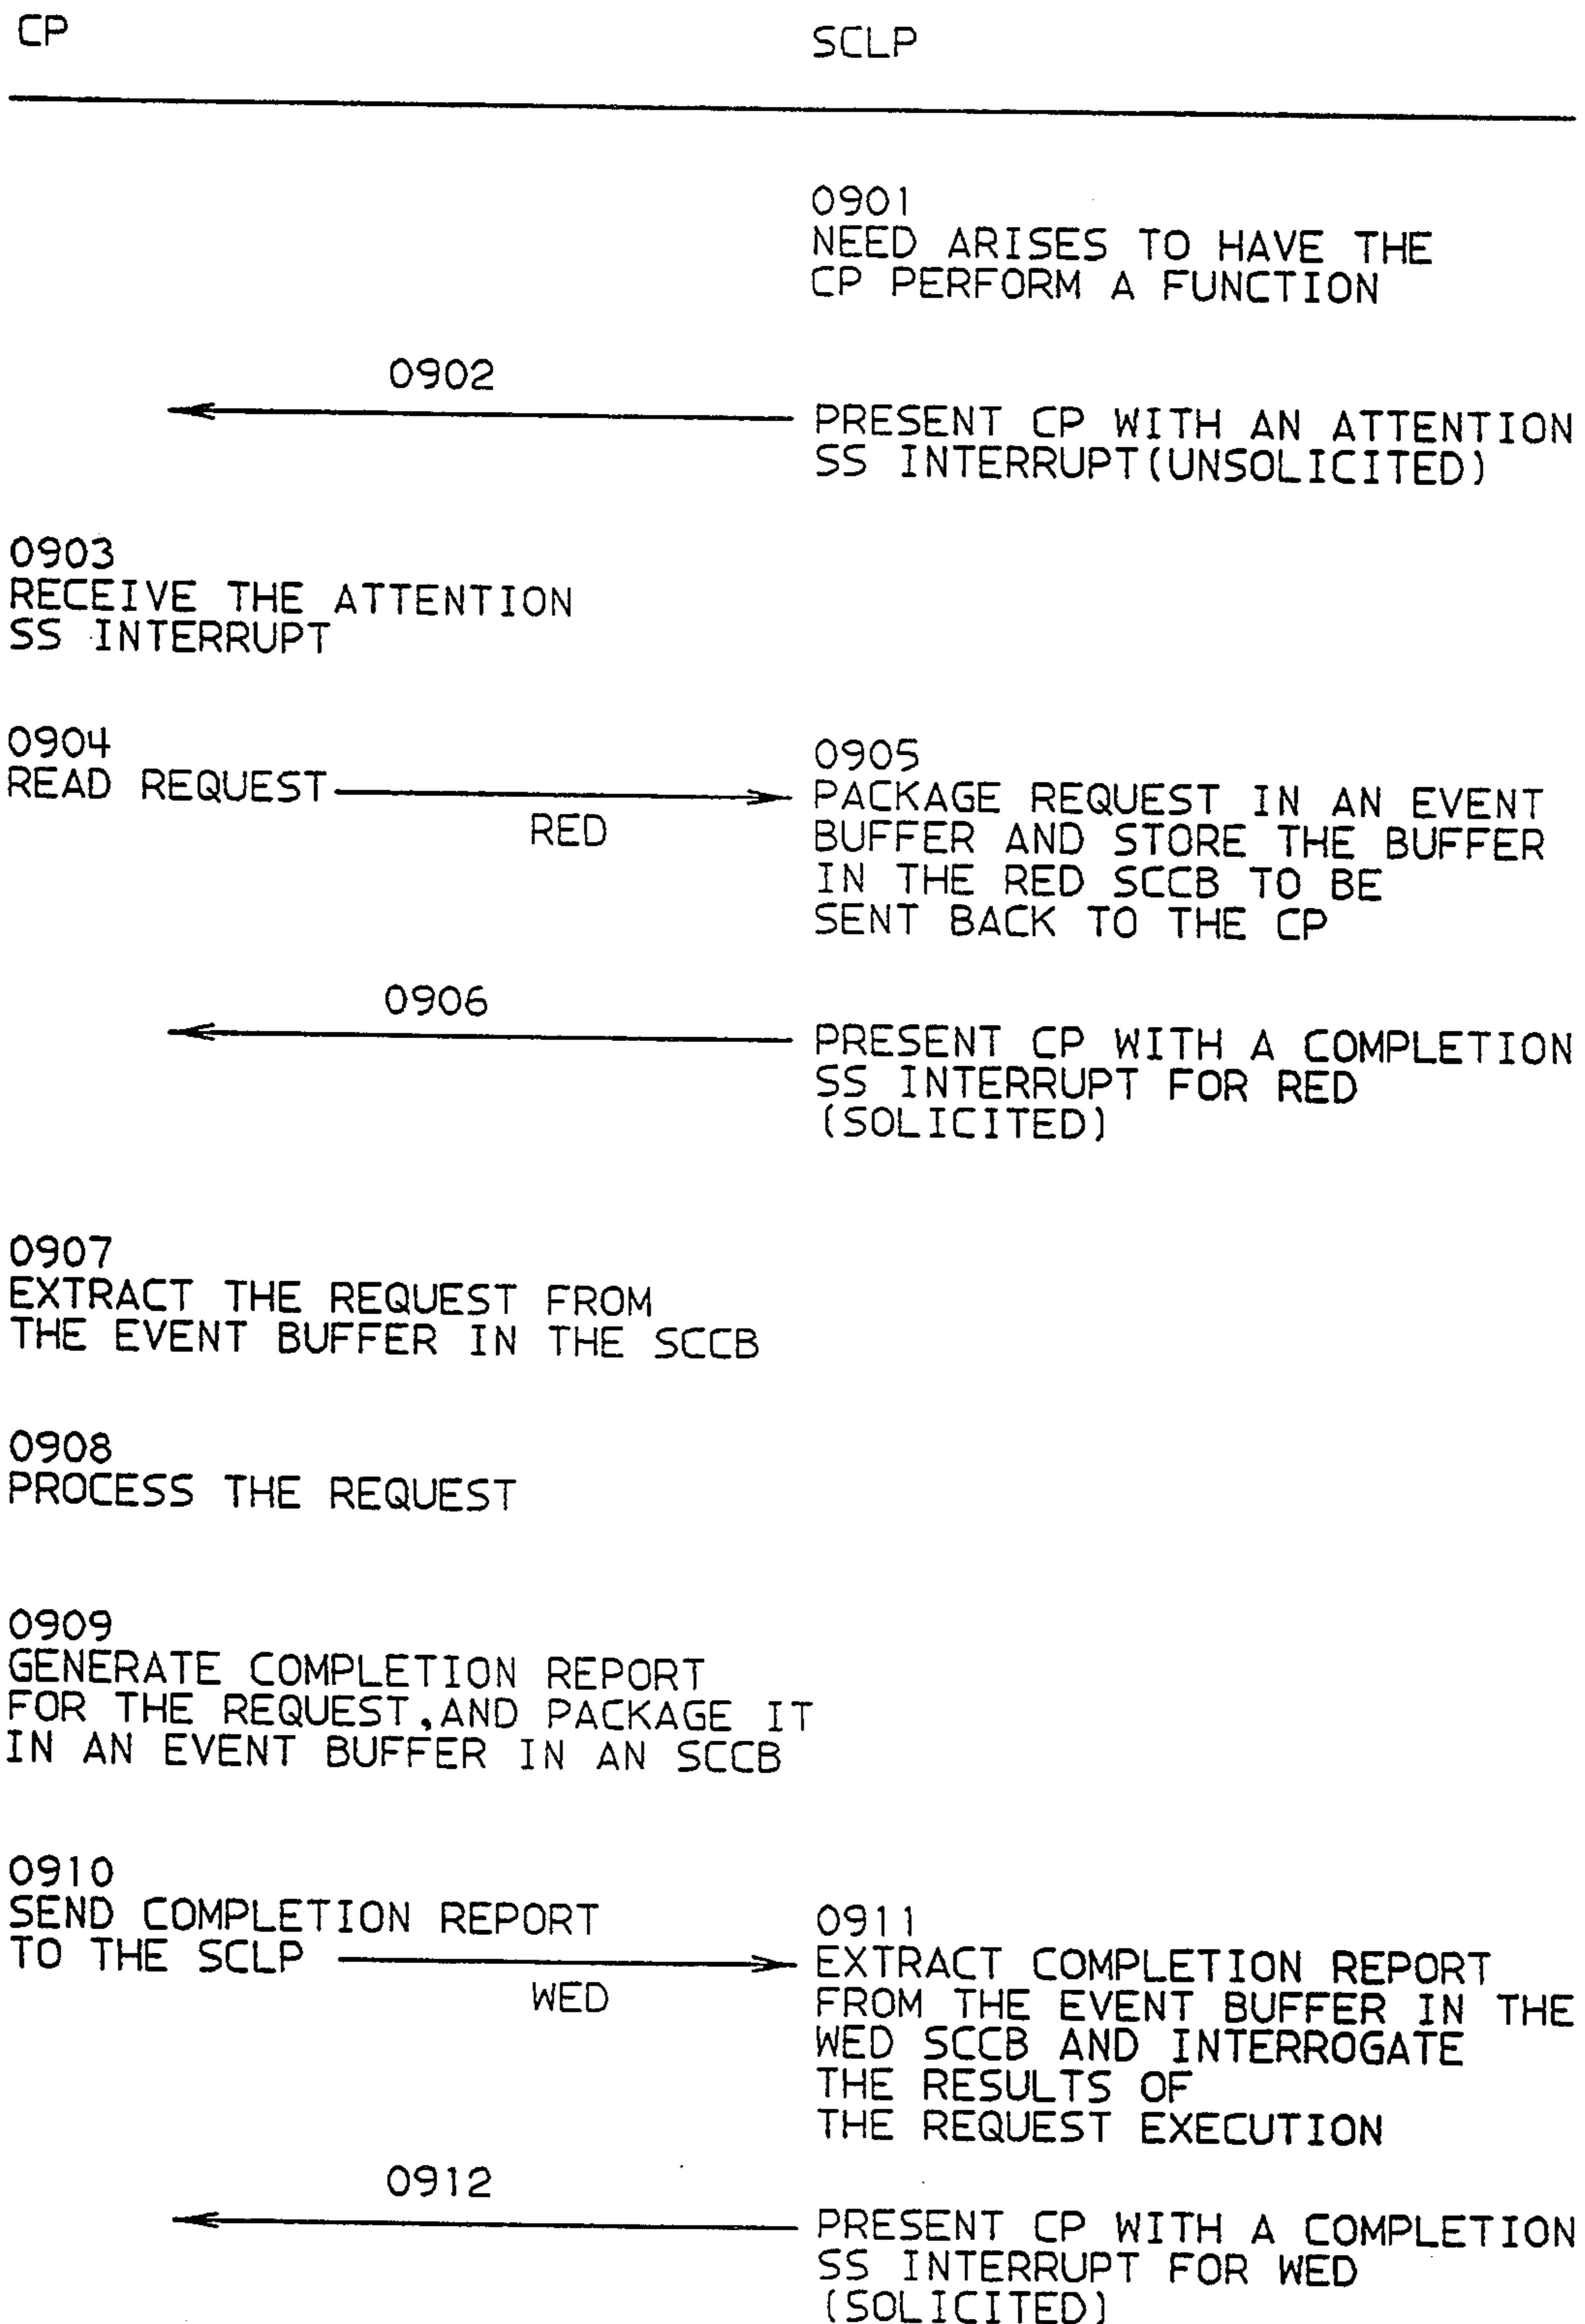 CP
SCLP
0901
NEED ARISES TO HAVE THE
CP PERFORM A FUNCTION
0902
PRESENT CP WITH AN ATTENTION
SS INTERRUPT(UNSOLICITED)
0903
RECEIVE THE ATTENTION
SS INTERRUPT
0904
READ REQUEST
RED
0905
PACKAGE REQUEST IN AN EVENT
BUFFER AND STORE THE BUFFER
IN THE RED SCCB TO BE
SENT BACK TO THE CP
0906
PRESENT CP WITH A COMPLETION
SS INTERRUPT FOR RED
(SOLICITED)
0907
EXTRACT THE REQUEST FROM
THE EVENT BUFFER IN THE SCCB
0908
PROCESS THE REQUEST
0909
GENERATE COMPLETION REPORT
FOR THE REQUEST,AND PACKAGE IT
IN AN EVENT BUFFER IN AN SCCB
0910
SEND COMPLETION REPORT
TO THE SCLP
WED
0911
EXTRACT COMPLETION REPORT
FROM THE EVENT BUFFER IN THE
WED SCCB AND INTERROGATE
THE RESULTS OF
THE REQUEST EXECUTION
0912
PRESENT CP WITH A COMPLETION
SS INTERRUPT FOR WED
(SOLICITED)